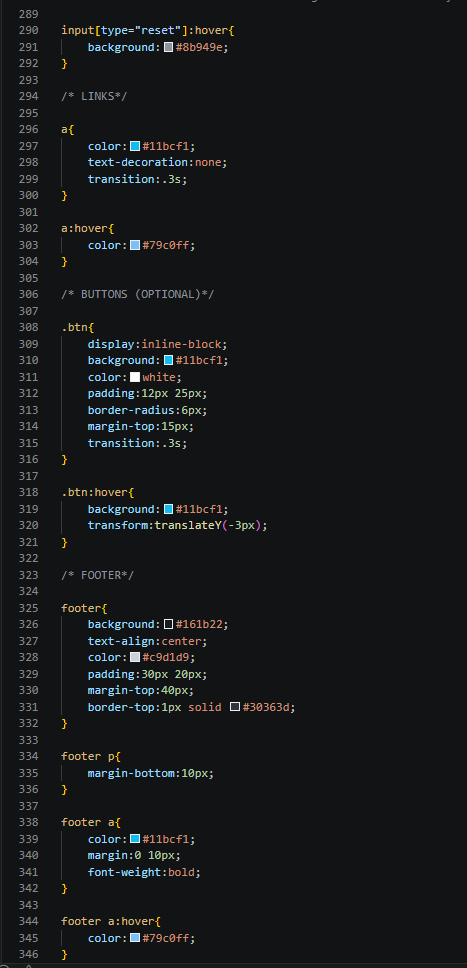 289
290 input[type="reset"]:hover{
291     background: #8b949e;
292 }
293
294 /* LINKS*/
295
296 a{
297     color: #11bcf1;
298     text-decoration:none;
299     transition:.3s;
300 }
301
302 a:hover{
303     color: #79c0ff;
304 }
305
306 /* BUTTONS (OPTIONAL)*/
307
308 .btn{
309     display:inline-block;
310     background: #11bcf1;
311     color: white;
312     padding:12px 25px;
313     border-radius:6px;
314     margin-top:15px;
315     transition:.3s;
316 }
317
318 .btn:hover{
319     background: #11bcf1;
320     transform:translateY(-3px);
321 }
322
323 /* FOOTER*/
324
325 footer{
326     background: #161b22;
327     text-align:center;
328     color: #c9d1d9;
329     padding:30px 20px;
330     margin-top:40px;
331     border-top:1px solid #30363d;
332 }
333
334 footer p{
335     margin-bottom:10px;
336 }
337
338 footer a{
339     color: #11bcf1;
340     margin:0 10px;
341     font-weight:bold;
342 }
343
344 footer a:hover{
345     color: #79c0ff;
346 }